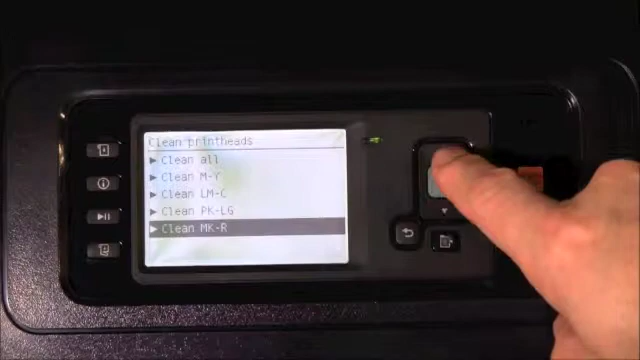 Clean printheads
Clean all
Clean M-Y
Clean LM-C
Clean PK-LG
Clean MK-R